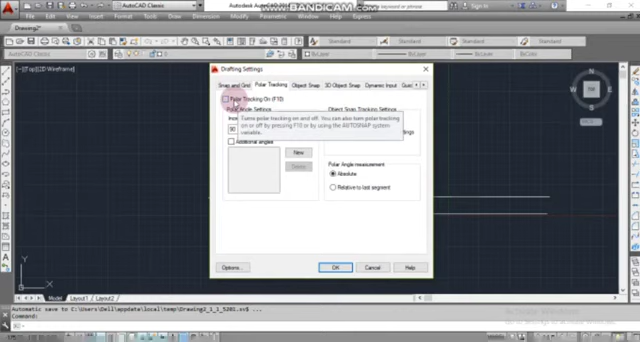 Autodesk AutoCAD
www.BANDICAM.com
AutoCAD Classic
File Edit View Insert Format Tools Draw Dimension Modify Parametric Window Help Express
Drawing2*
Standard
Standard
Standard
ByLayer
ByLayer
[-][Top][2D Wireframe]
Drafting Settings
Snap and Grid
Polar Tracking
Object Snap
3D Object Snap
Dynamic Input
Polar Tracking On (F10)
Polar Angle Settings
90
Additional angles
New
Delete
Object Snap Tracking Settings
Turns polar tracking on and off. You can also turn polar tracking
on or off by pressing F10 or by using the AUTOSNAP system
variable.
Polar Angle measurement
Absolute
Relative to last segment
Options...
OK
Cancel
Help
N
W
TOP
E
S
Y
X
Model
Layout1
Layout2
Automatic save to C:\Users\Dell\appdata\local\temp\Drawing2_1_1_5201.sv$ ...
Command: